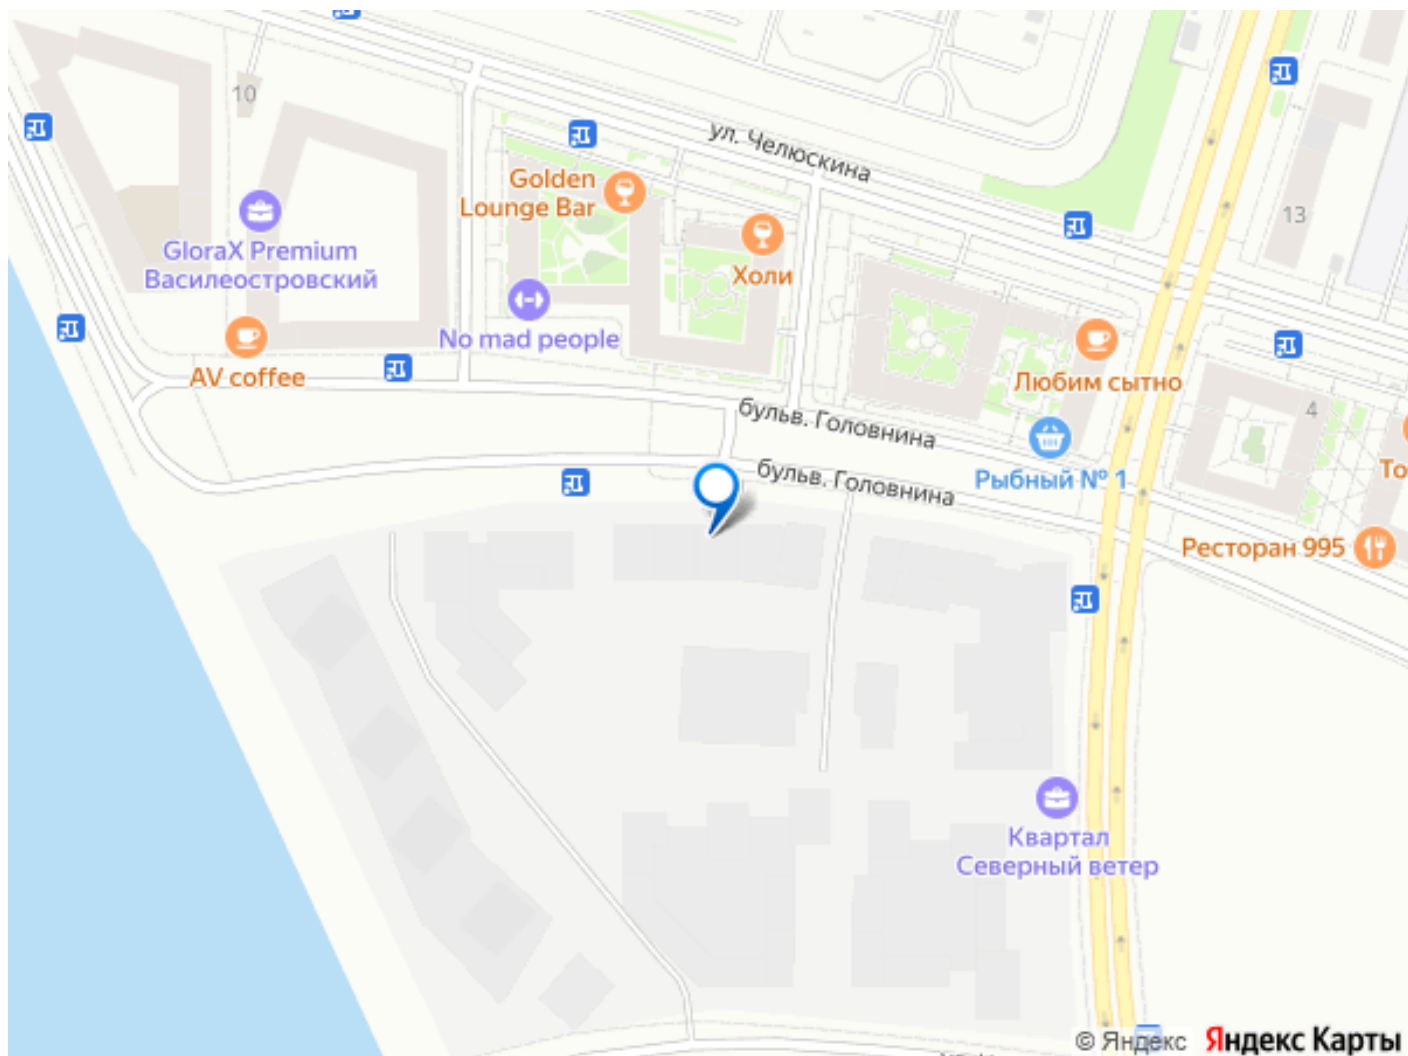 10
ул. Челюскина
Golden
Lounge Bar
13
GloraX Premium
Василеостровский
Холи
No mad people
AV coffee
Любим сытно
бульв. Головнина
4
бульв. Головнина
Рыбный № 1
То
Ресторан 995
Квартал
Северный ветер
© Яндекс Яндекс Карты